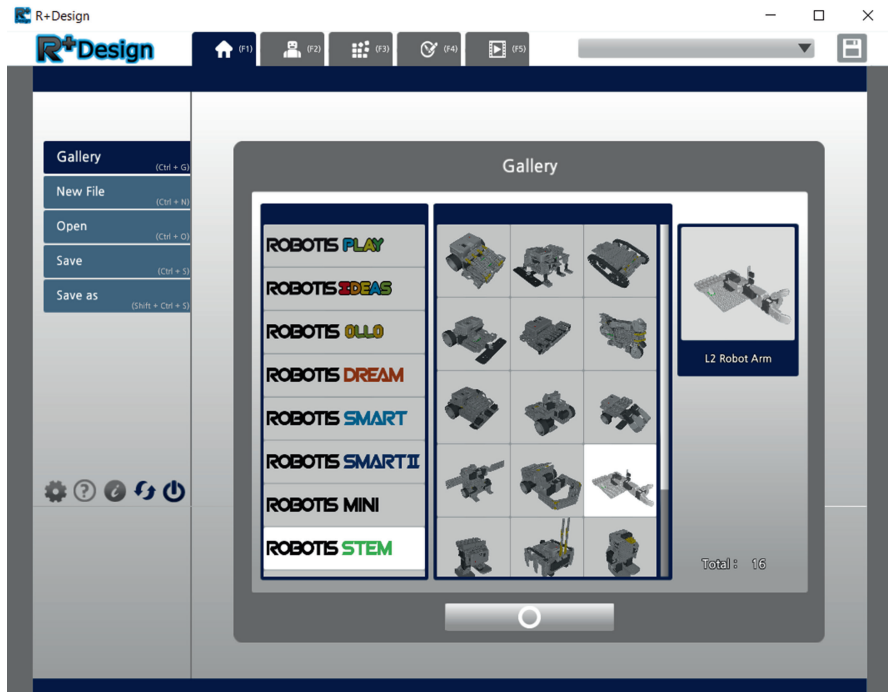 R+Design
R+Design
(F1)
(F2)
(F3)
(F4)
(F5)
Gallery
(Ctrl + G)
New File
(Ctrl + N)
Open
(Ctrl + O)
Save
(Ctrl + S)
Save as
(Shift + Ctrl + S)
Gallery
ROBOTIS PLAY
ROBOTIS IDEAS
ROBOTIS OLLO
ROBOTIS DREAM
ROBOTIS SMART
ROBOTIS SMART II
ROBOTIS MINI
ROBOTIS STEM
L2 Robot Arm
Total : 16